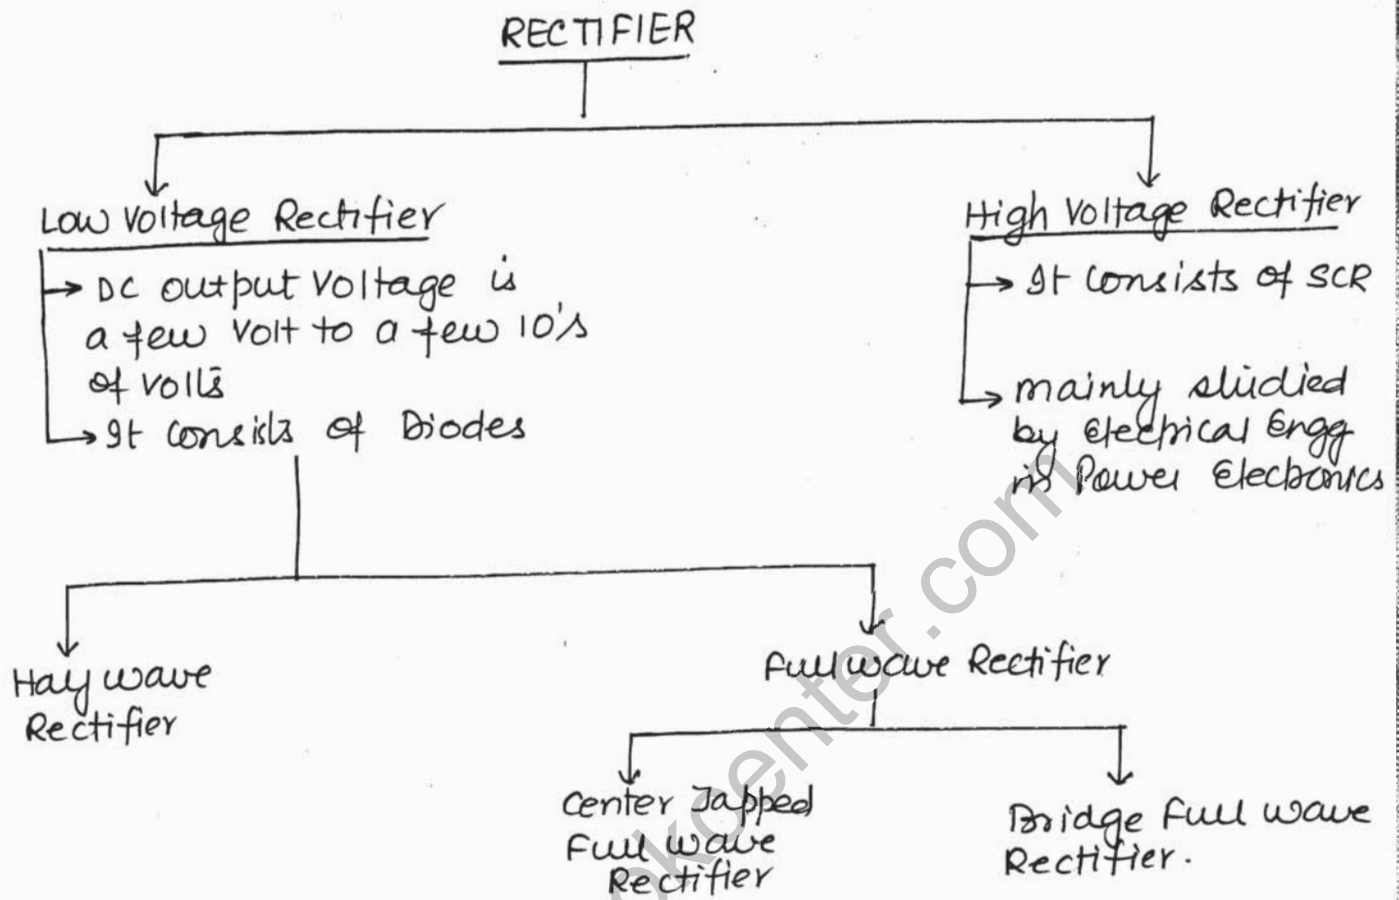 RECTIFIER
Low Voltage Rectifier
→ DC output Voltage is
a few volt to a few 10's
of volts
→ It consists of Diodes
High Voltage Rectifier
→ It consists of SCR
→ mainly studied
by Electrical Engg
in Power Electronics
Half wave
Rectifier
Full wave Rectifier
Center Tapped
Full wave
Rectifier
Bridge Full wave
Rectifier.
okcenter.com